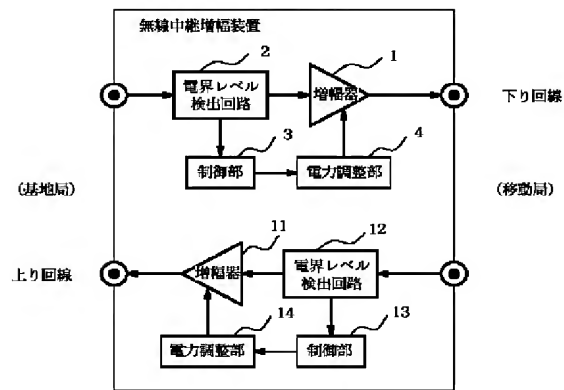 無線中継増幅装置
2
1
電界レベル
検出回路
増幅器
下り回線
3
4
制御部
電力調整部
(基地局)
(移動局)
11
12
上り回線
増幅器
電界レベル
検出回路
14
13
電力調整部
制御部